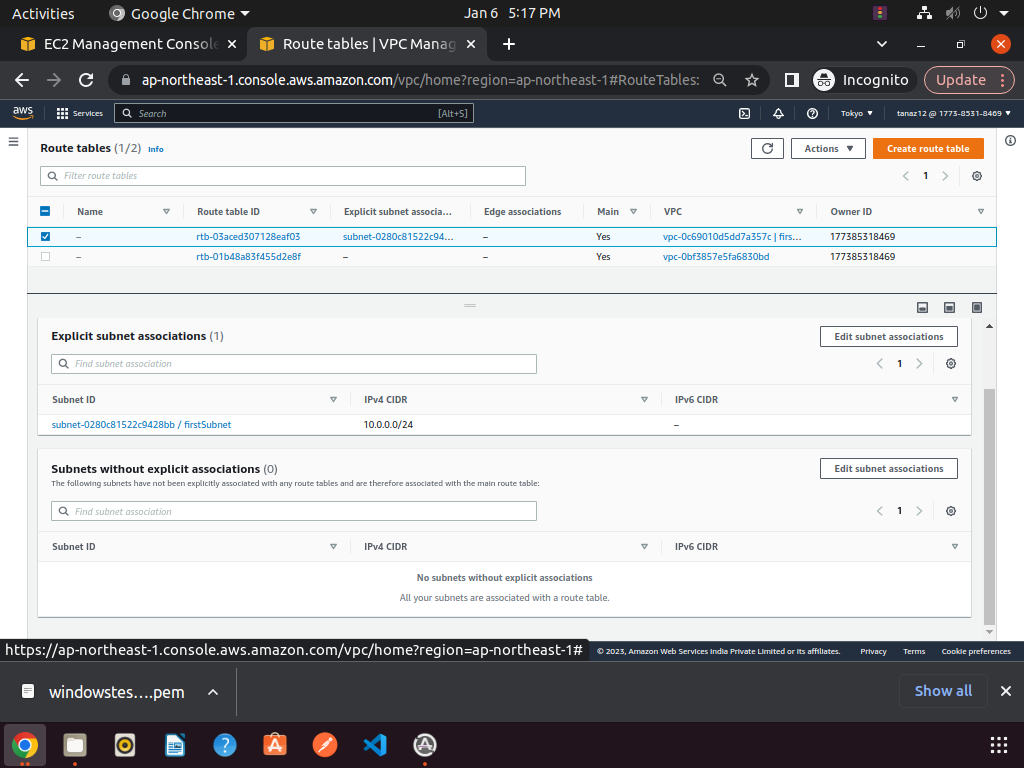 Activities
Google Chrome
Jan 6 5:17 PM
EC2 Management Console
Route tables | VPC Manag
ap-northeast-1.console.aws.amazon.com/vpc/home?region=ap-northeast-1#RouteTables:
Incognito
Update
aws
Services
Search
[Alt+S]
Tokyo
tanaz12 @ 1773-8531-8469
Route tables (1/2) Info
Actions
Create route table
Filter route tables
1
Name
Route table ID
Explicit subnet associa...
Edge associations
Main
VPC
Owner ID
– rtb-03aced307128eaf03 subnet-0280c81522c94... – Yes vpc-0c69010d5dd7a357c | firs... 177385318469
– rtb-01b48a83f455d2e8f – – Yes vpc-0bf3857e5fa6830bd 177385318469
Explicit subnet associations (1)
Edit subnet associations
Find subnet association
1
Subnet ID
IPv4 CIDR
IPv6 CIDR
subnet-0280c81522c9428bb / firstSubnet 10.0.0.0/24 –
Subnets without explicit associations (0)
Edit subnet associations
The following subnets have not been explicitly associated with any route tables and are therefore associated with the main route table:
Find subnet association
1
Subnet ID
IPv4 CIDR
IPv6 CIDR
No subnets without explicit associations
All your subnets are associated with a route table.
https://ap-northeast-1.console.aws.amazon.com/vpc/home?region=ap-northeast-1#
© 2023, Amazon Web Services India Private Limited or its affiliates.
Privacy
Terms
Cookie preferences
windowstes....pem
Show all